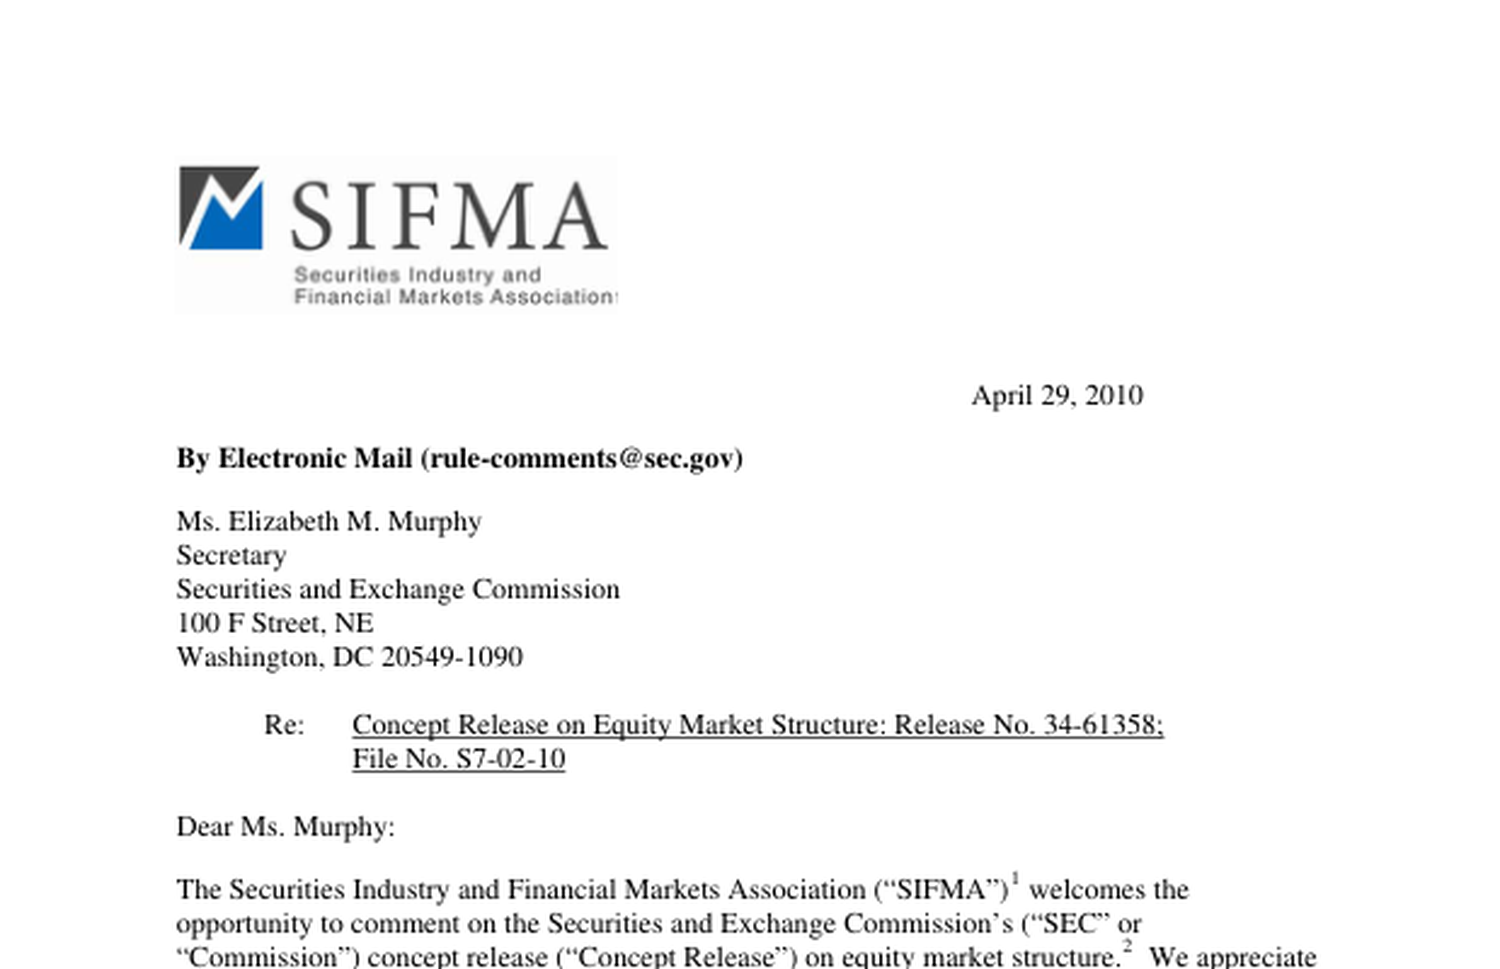 SIFMA
Securities Industry and
Financial Markets Association
April 29, 2010
By Electronic Mail (rule-comments@sec.gov)
Ms. Elizabeth M. Murphy
Secretary
Securities and Exchange Commission
100 F Street, NE
Washington, DC 20549-1090
Re: Concept Release on Equity Market Structure: Release No. 34-61358;
File No. S7-02-10
Dear Ms. Murphy:
The Securities Industry and Financial Markets Association (“SIFMA”)¹ welcomes the
opportunity to comment on the Securities and Exchange Commission’s (“SEC” or
“Commission”) concept release (“Concept Release”) on equity market structure.² We appreciate